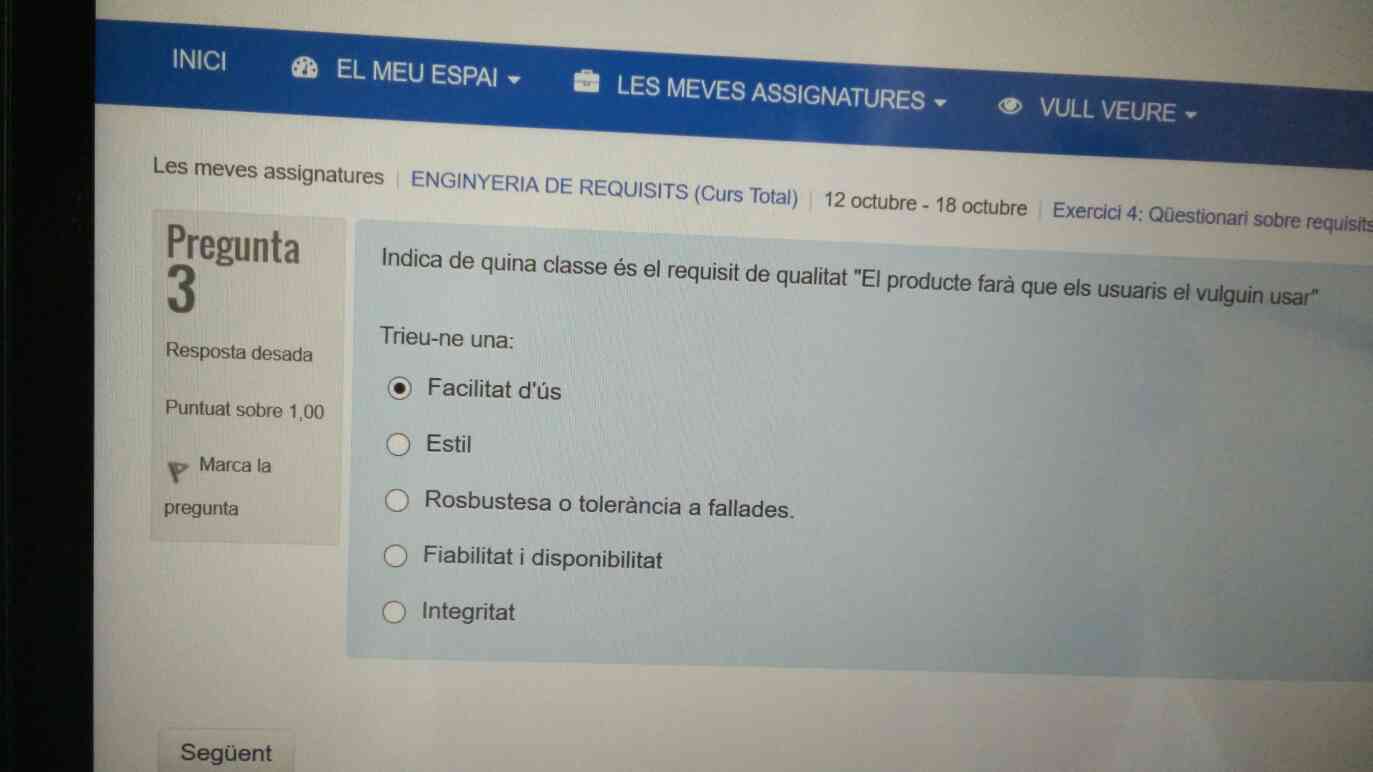 INICI EL MEU ESPAI LES MEVES ASSIGNATURES VULL VEURE
Les meves assignatures | ENGINYERIA DE REQUISITS (Curs Total) | 12 octubre - 18 octubre | Exercici 4: Qüestionari sobre requisits
Pregunta
3
Resposta desada
Puntuat sobre 1,00
Marca la
pregunta
Indica de quina classe és el requisit de qualitat "El producte farà que els usuaris el vulguin usar"
Trieu-ne una:
Facilitat d'ús
Estil
Rosbustesa o tolerància a fallades.
Fiabilitat i disponibilitat
Integritat
Següent